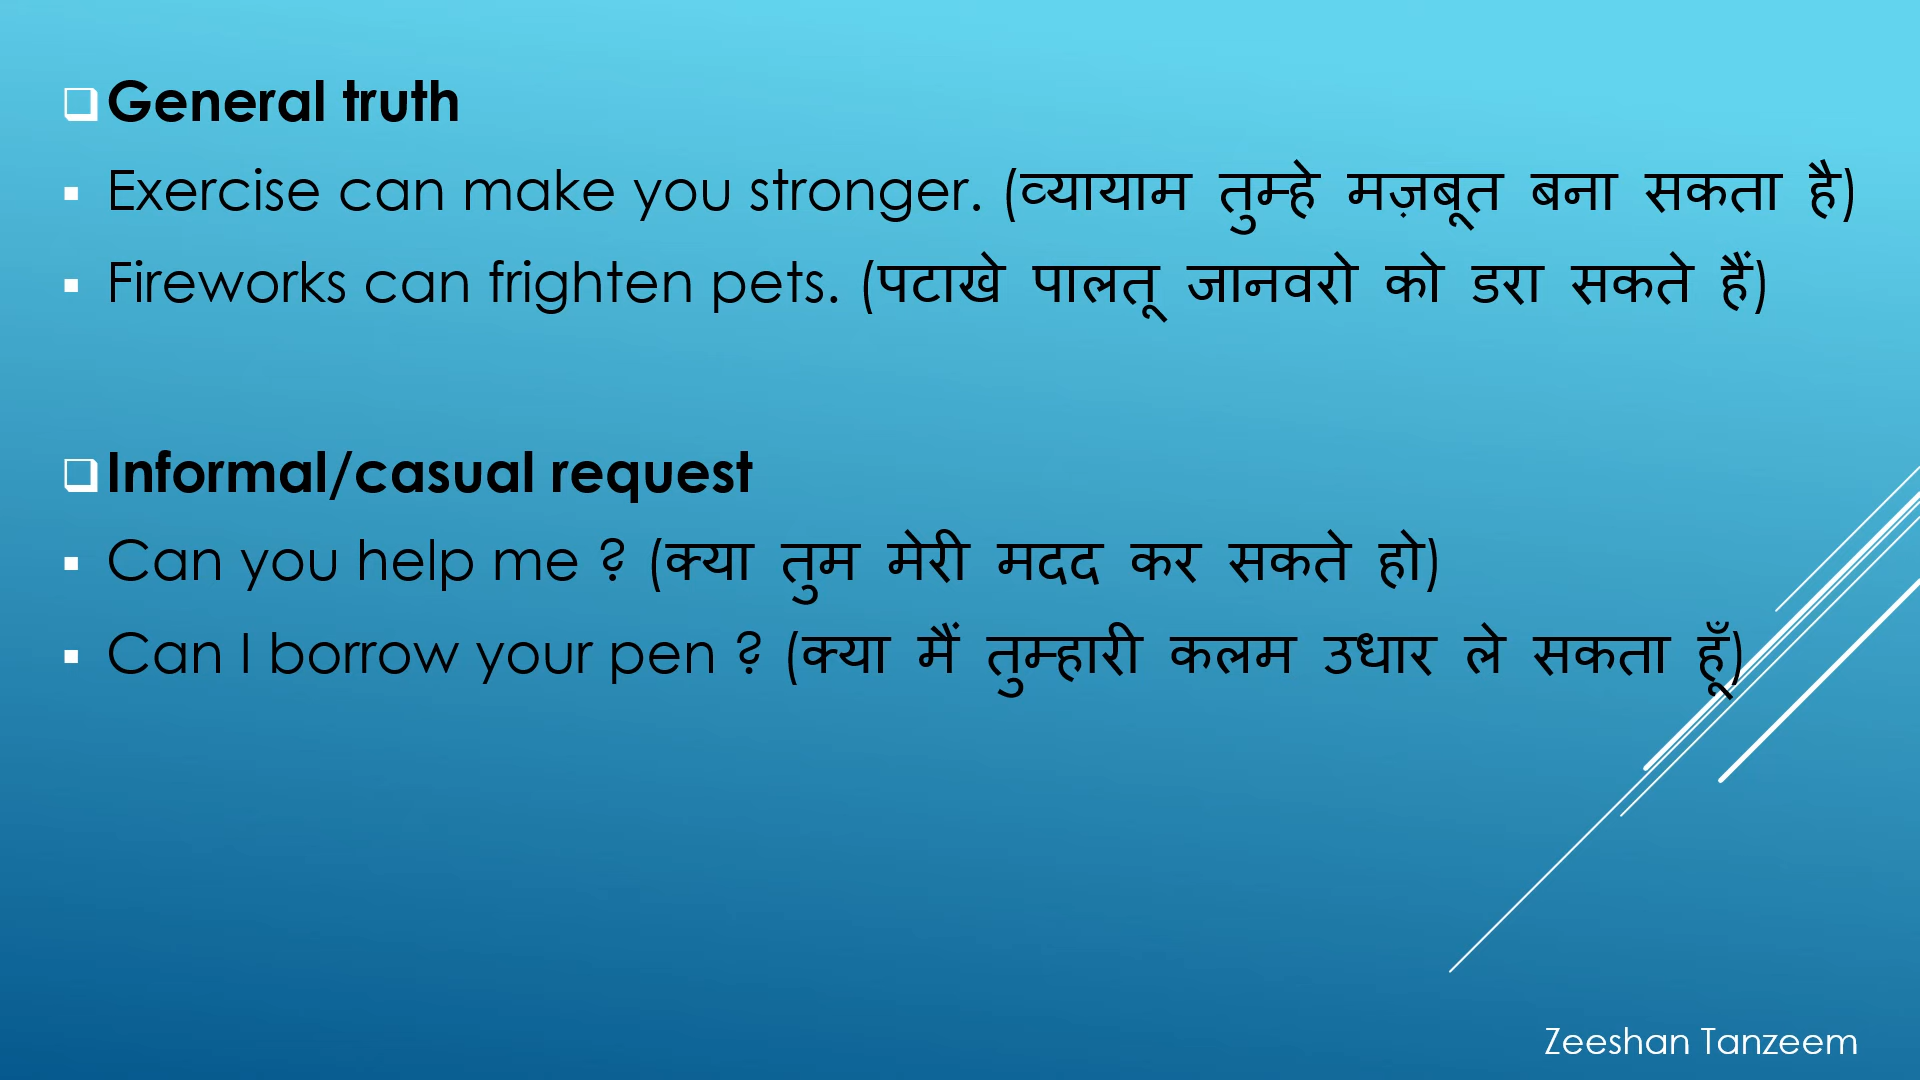 General truth
Exercise can make you stronger. (व्यायाम तुम्हे मज़बूत बना सकता है)
Fireworks can frighten pets. (पटाखे पालतू जानवरो को डरा सकते हैं)
Informal/casual request
Can you help me ? (क्या तुम मेरी मदद कर सकते हो)
Can I borrow your pen ? (क्या मैं तुम्हारी कलम उधार ले सकता हूँ)
Zeeshan Tanzeem